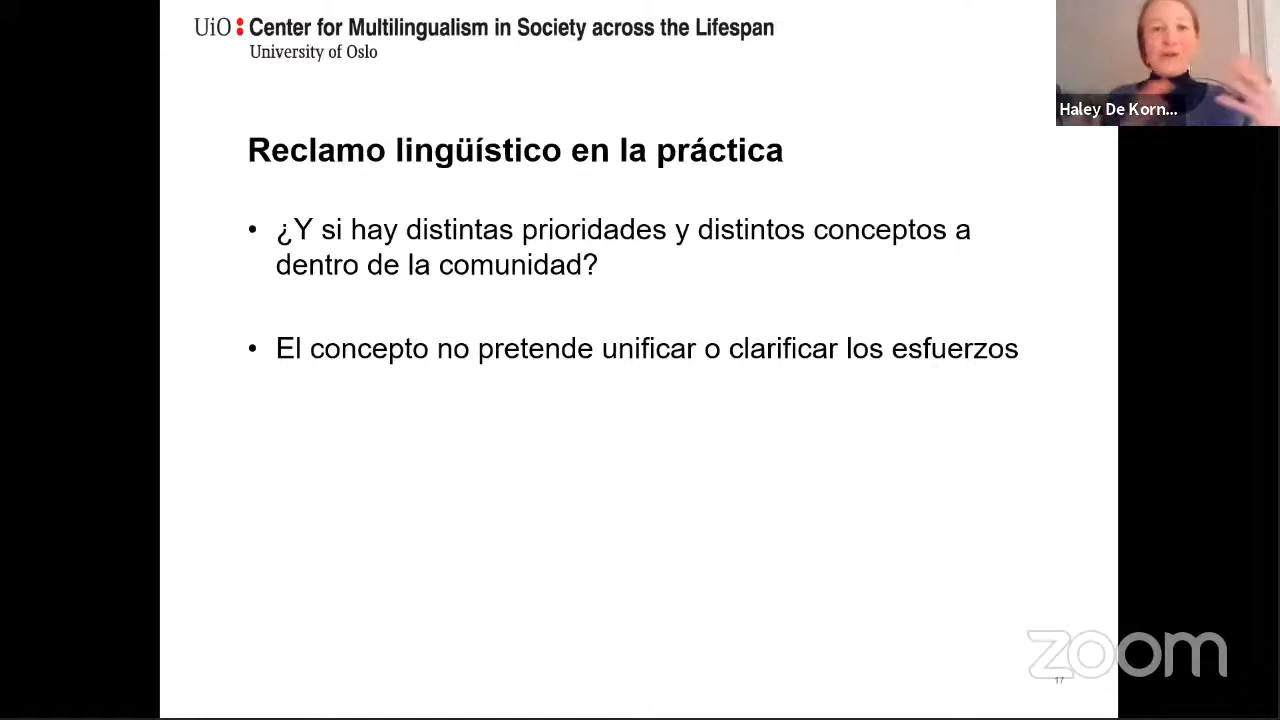 UiO : Center for Multilingualism in Society across the Lifespan
University of Oslo
Haley De Korn...
Reclamo lingüístico en la práctica
• ¿Y si hay distintas prioridades y distintos conceptos a
dentro de la comunidad?
• El concepto no pretende unificar o clarificar los esfuerzos
zoom
17